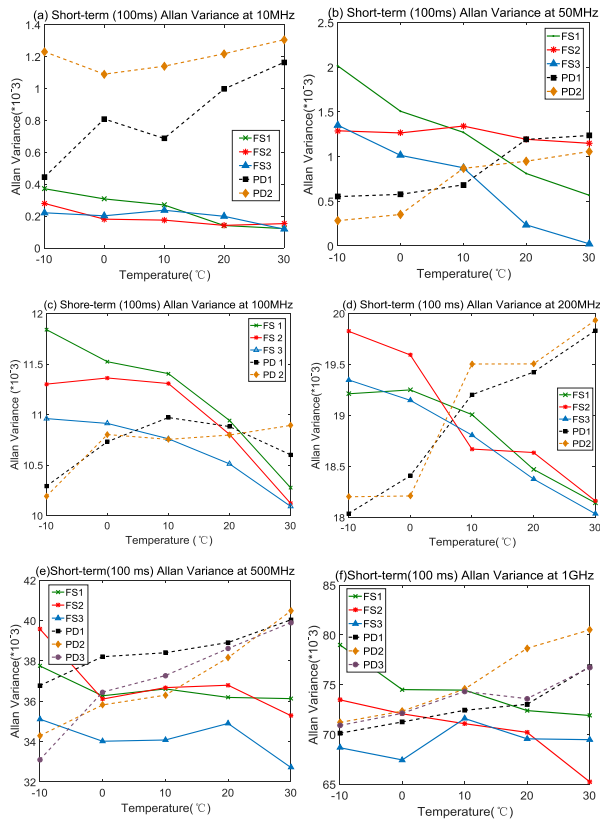 (a) Short-term (100ms) Allan Variance at 10MHz
Allan Variance(*10^-3)
1.4
1.2
1
0.8
0.6
0.4
0.2
0
FS1
FS2
FS3
PD1
PD2
-10
0
10
20
30
Temperature(℃)
(b) Short-term (100ms) Allan Variance at 50MHz
Allan Variance(*10^-3)
2.5
2
1.5
1
0.5
0
FS1
FS2
FS3
PD1
PD2
-10
0
10
20
30
Temperature(℃)
(c) Shore-term (100ms) Allan Variance at 100MHz
Allan Variance (*10^-3)
12
11.5
11
10.5
10
FS 1
FS 2
FS 3
PD 1
PD 2
-10
0
10
20
30
Temperature (℃)
(d) Short-term (100 ms) Allan Variance at 200MHz
Allan Variance(*10^-3)
20
19.5
19
18.5
18
FS1
FS2
FS3
PD1
PD2
-10
0
10
20
30
Temperature(℃)
(e)Short-term(100 ms) Allan Variance at 500MHz
Allan Variance(*10^-3)
42
40
38
36
34
32
FS1
FS2
FS3
PD1
PD2
PD3
-10
0
10
20
30
Temperature(℃)
(f)Short-term(100 ms) Allan Variance at 1GHz
Allan Variance(*10^-3)
85
80
75
70
65
FS1
FS2
FS3
PD1
PD2
PD3
-10
0
10
20
30
Temperature(℃)